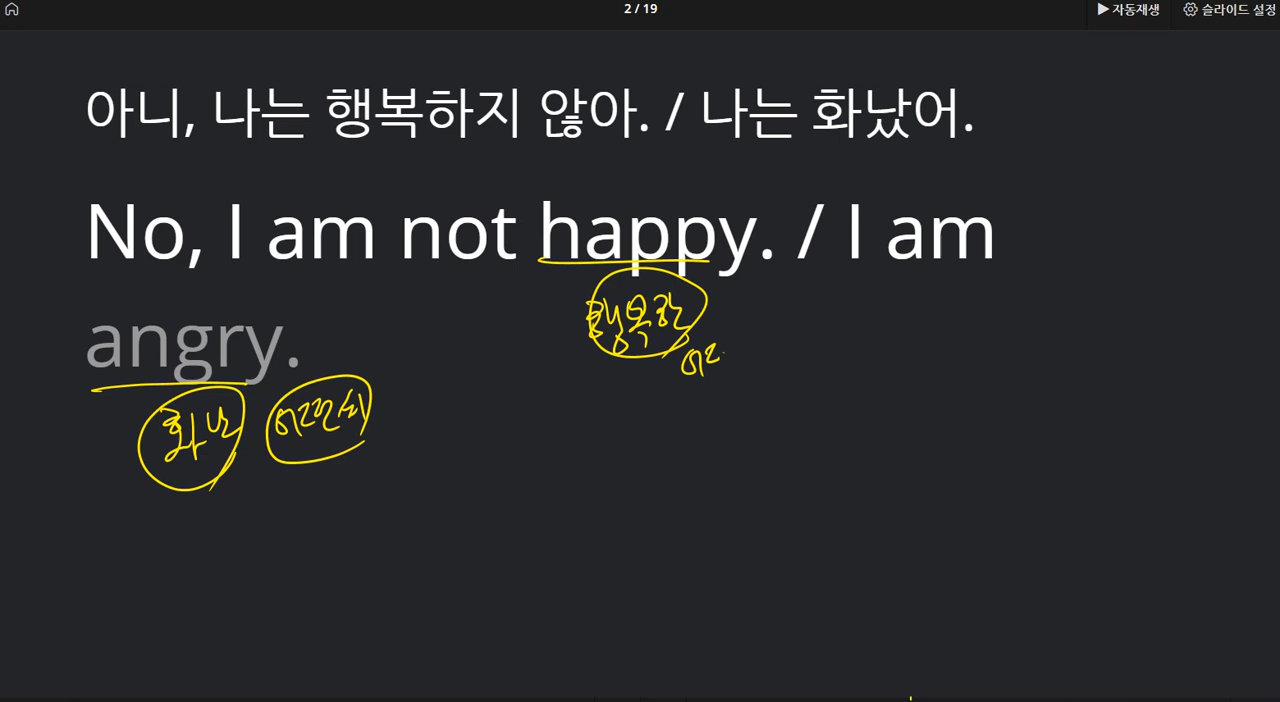 2 / 19
자동재생
슬라이드 설정
아니, 나는 행복하지 않아. / 나는 화났어.
No, I am not happy. / I am
angry.
행복한
화난